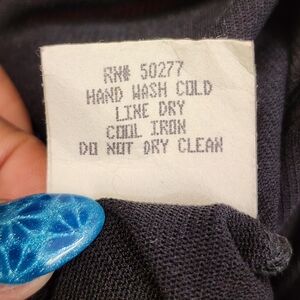 RN# 50277
HAND WASH COLD
LINE DRY
COOL IRON
DO NOT DRY CLEAN